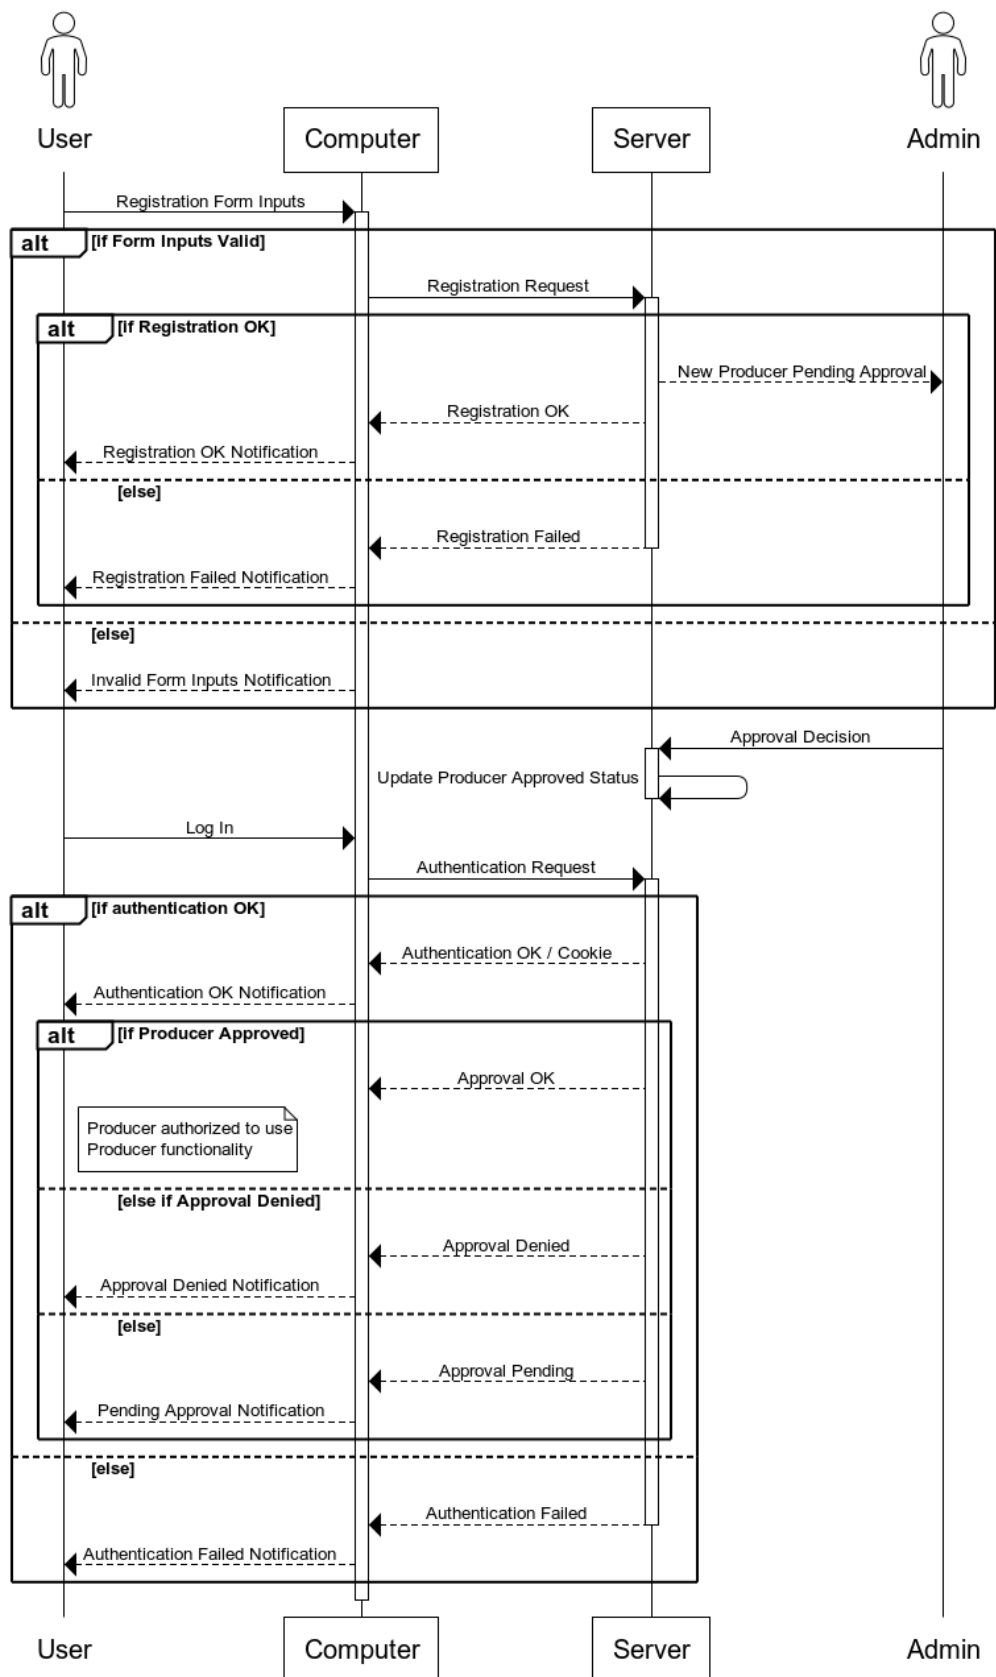 User
Computer
Server
Admin
Registration Form Inputs
alt
[if Form Inputs Valid]
Registration Request
alt
[if Registration OK]
New Producer Pending Approval
Registration OK
Registration OK Notification
[else]
Registration Failed
Registration Failed Notification
[else]
Invalid Form Inputs Notification
Approval Decision
Update Producer Approved Status
Log In
Authentication Request
alt
[if authentication OK]
Authentication OK / Cookie
Authentication OK Notification
alt
[if Producer Approved]
Approval OK
Producer authorized to use
Producer functionality
[else if Approval Denied]
Approval Denied
Approval Denied Notification
[else]
Approval Pending
Pending Approval Notification
[else]
Authentication Failed
Authentication Failed Notification
User
Computer
Server
Admin